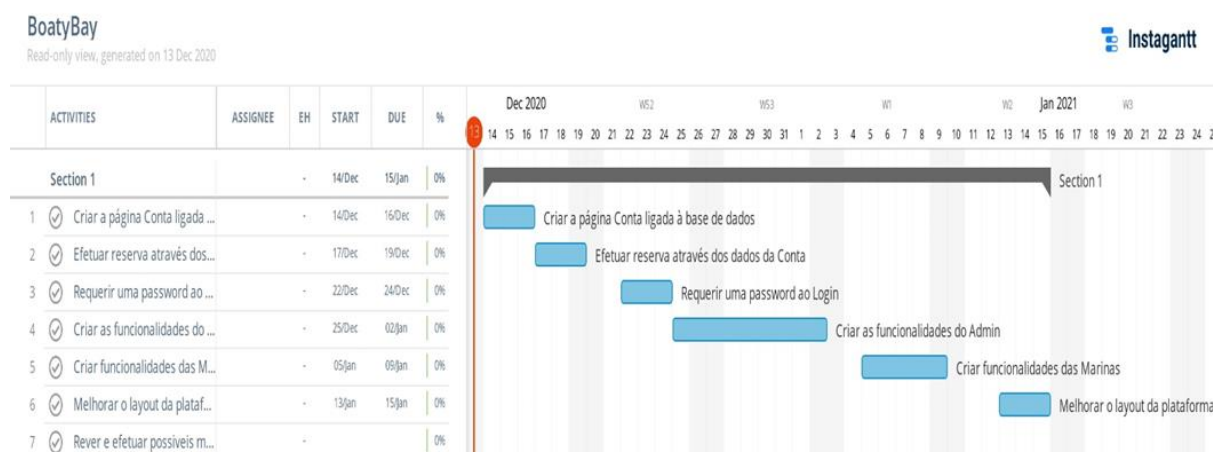 BoatyBay
Read-only view, generated on 13 Dec 2020
Instagantt
ACTIVITIES ASSIGNEE EH START DUE %
Dec 2020 W52 W53 W1 W2 Jan 2021 W3
13 14 15 16 17 18 19 20 21 22 23 24 25 26 27 28 29 30 31 1 2 3 4 5 6 7 8 9 10 11 12 13 14 15 16 17 18 19 20 21 22 23 24 2
Section 1 - 14/Dec 15/Jan 0% Section 1
1 Criar a página Conta ligada ... - 14/Dec 16/Dec 0% Criar a página Conta ligada à base de dados
2 Efetuar reserva através dos... - 17/Dec 19/Dec 0% Efetuar reserva através dos dados da Conta
3 Requerir uma password ao ... - 22/Dec 24/Dec 0% Requerir uma password ao Login
4 Criar as funcionalidades do ... - 25/Dec 02/Jan 0% Criar as funcionalidades do Admin
5 Criar funcionalidades das M... - 05/Jan 09/Jan 0% Criar funcionalidades das Marinas
6 Melhorar o layout da plataf... - 13/Jan 15/Jan 0% Melhorar o layout da plataforma
7 Rever e efetuar possiveis m... - 0%